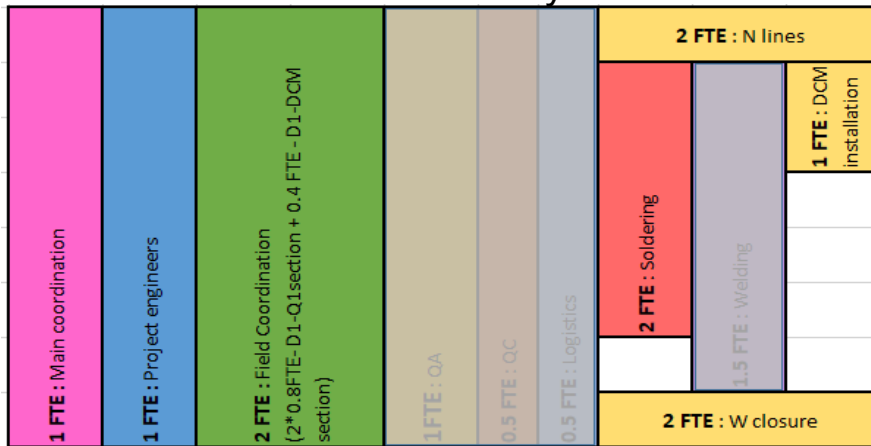 1 FTE : Main coordination
1 FTE : Project engineers
2 FTE : Field Coordination
(2*0.8FTE- D1-Q1section + 0.4 FTE - D1-DCM
section)
1 FTE : QA
0.5 FTE : QC
0.5 FTE : Logistics
2 FTE : N lines
2 FTE : Soldering
1.5 FTE : Welding
1 FTE : DCM
installation
2 FTE : W closure